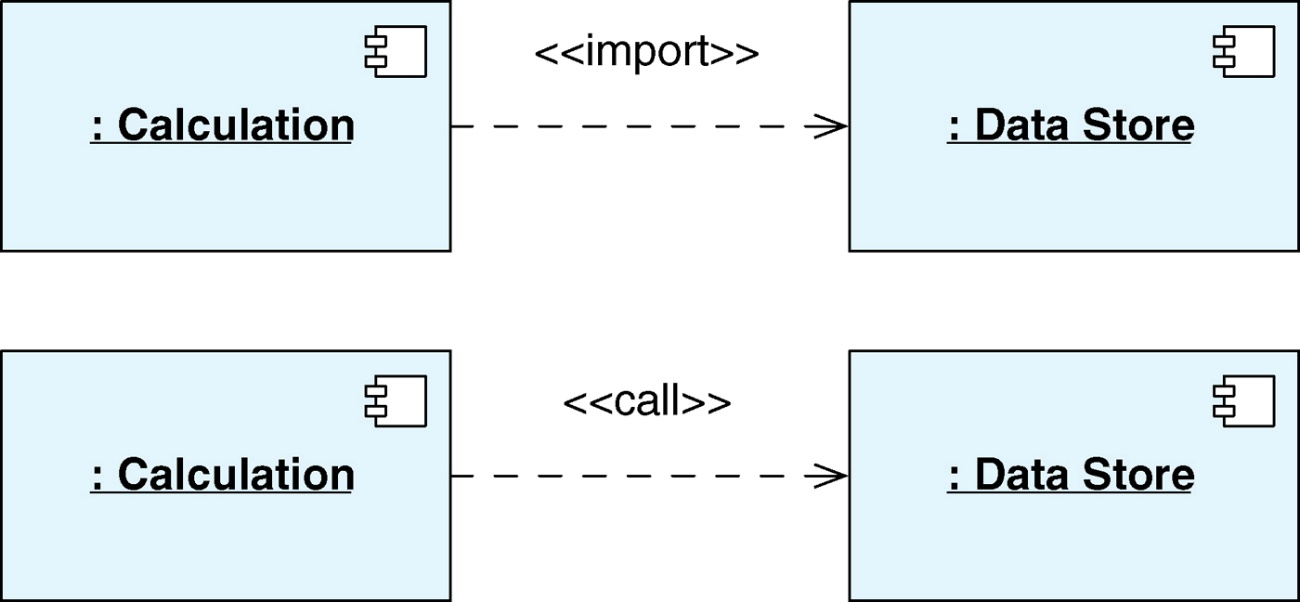 <<import>>
: Calculation
: Data Store
<<call>>
: Calculation
: Data Store